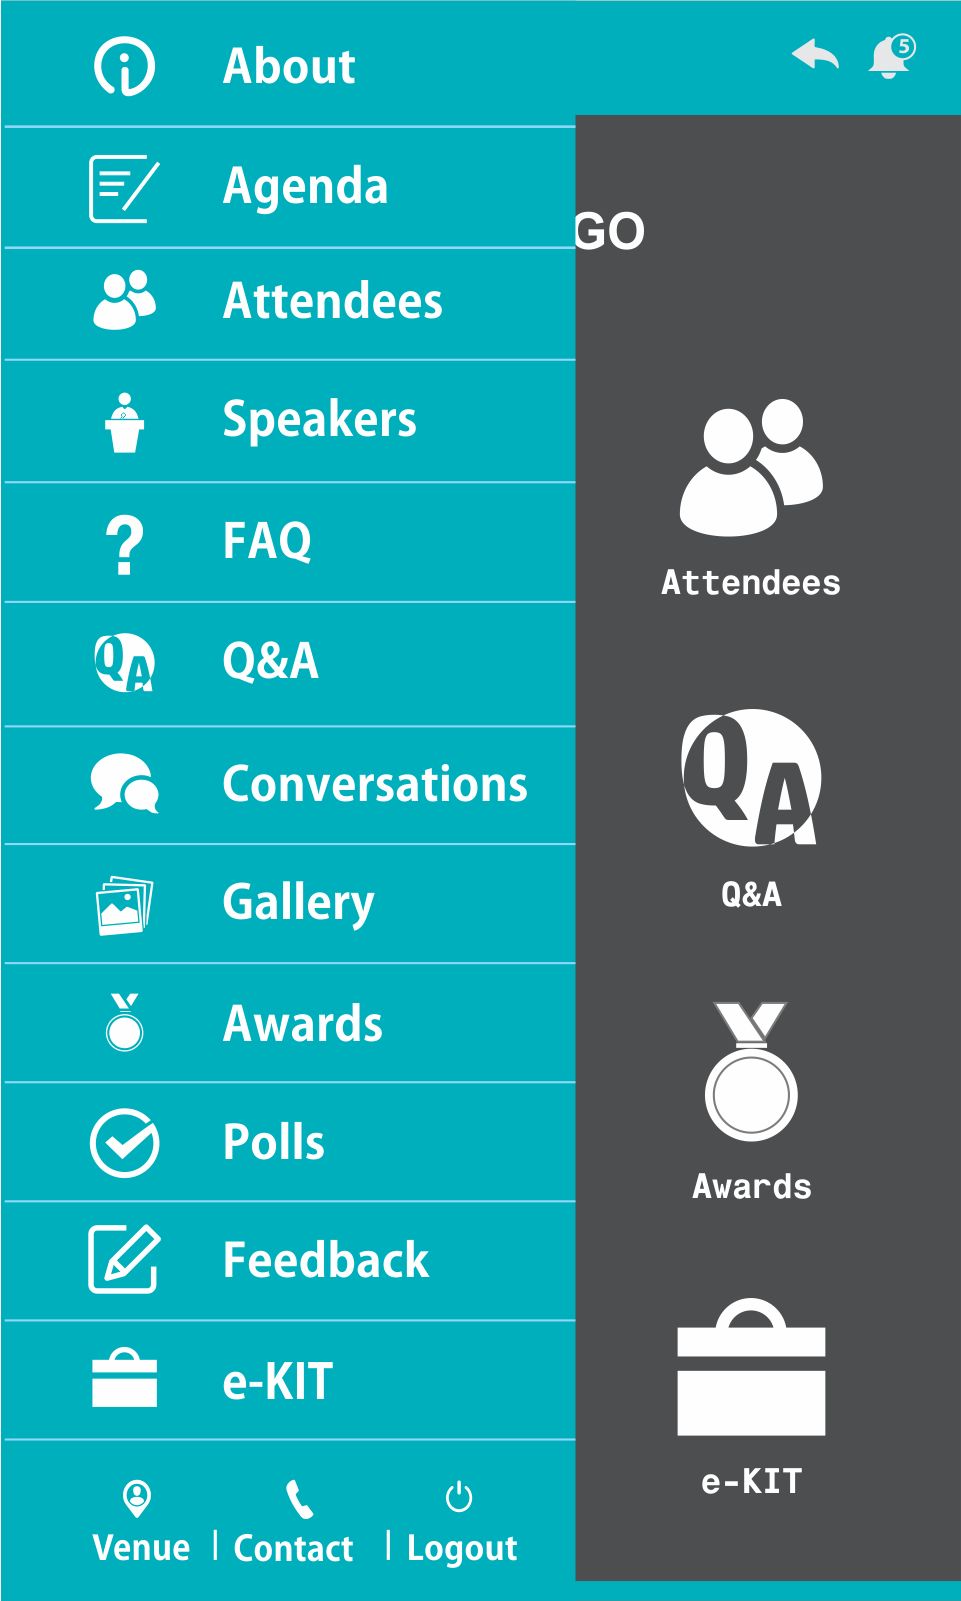 About
5
Agenda
GO
Attendees
Speakers
FAQ
Q&A
Conversations
Gallery
Awards
Polls
Feedback
e-KIT
Venue | Contact | Logout
Attendees
QA
Q&A
Awards
e-KIT